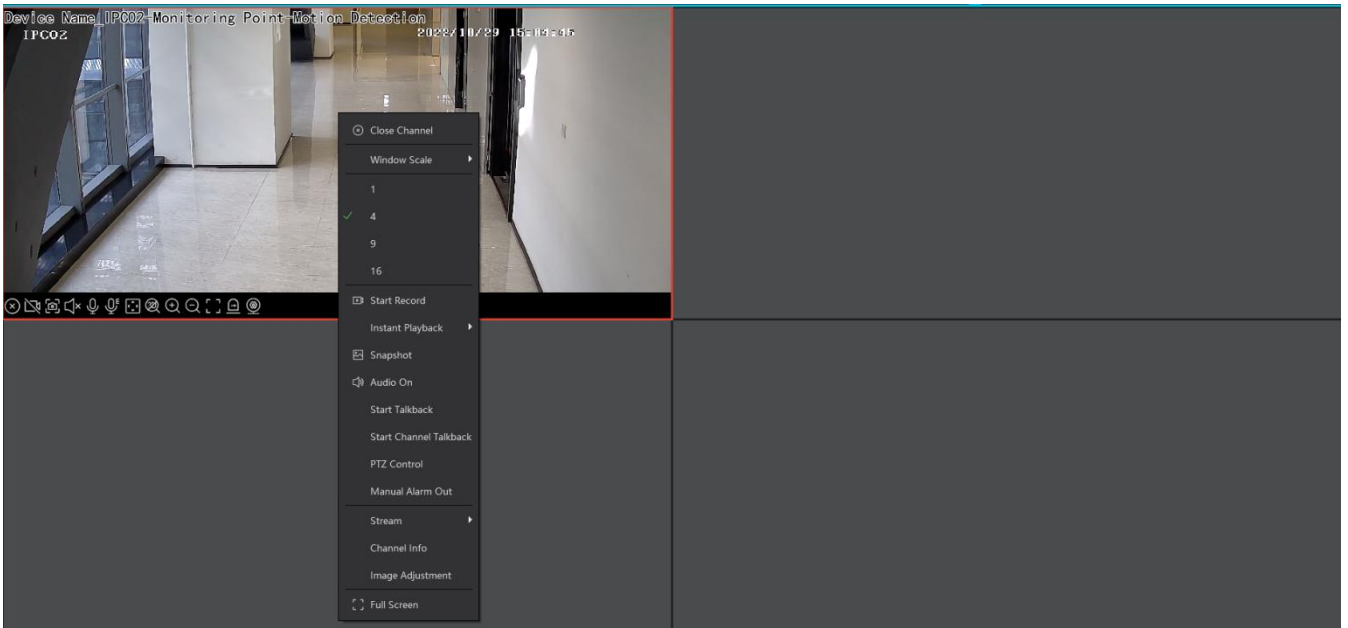 Device Name_IPC02-Monitoring Point-Motion Detection
IPC02
2022/10/29 15:04:45
Close Channel
Window Scale
1
4
9
16
Start Record
Instant Playback
Snapshot
Audio On
Start Talkback
Start Channel Talkback
PTZ Control
Manual Alarm Out
Stream
Channel Info
Image Adjustment
Full Screen